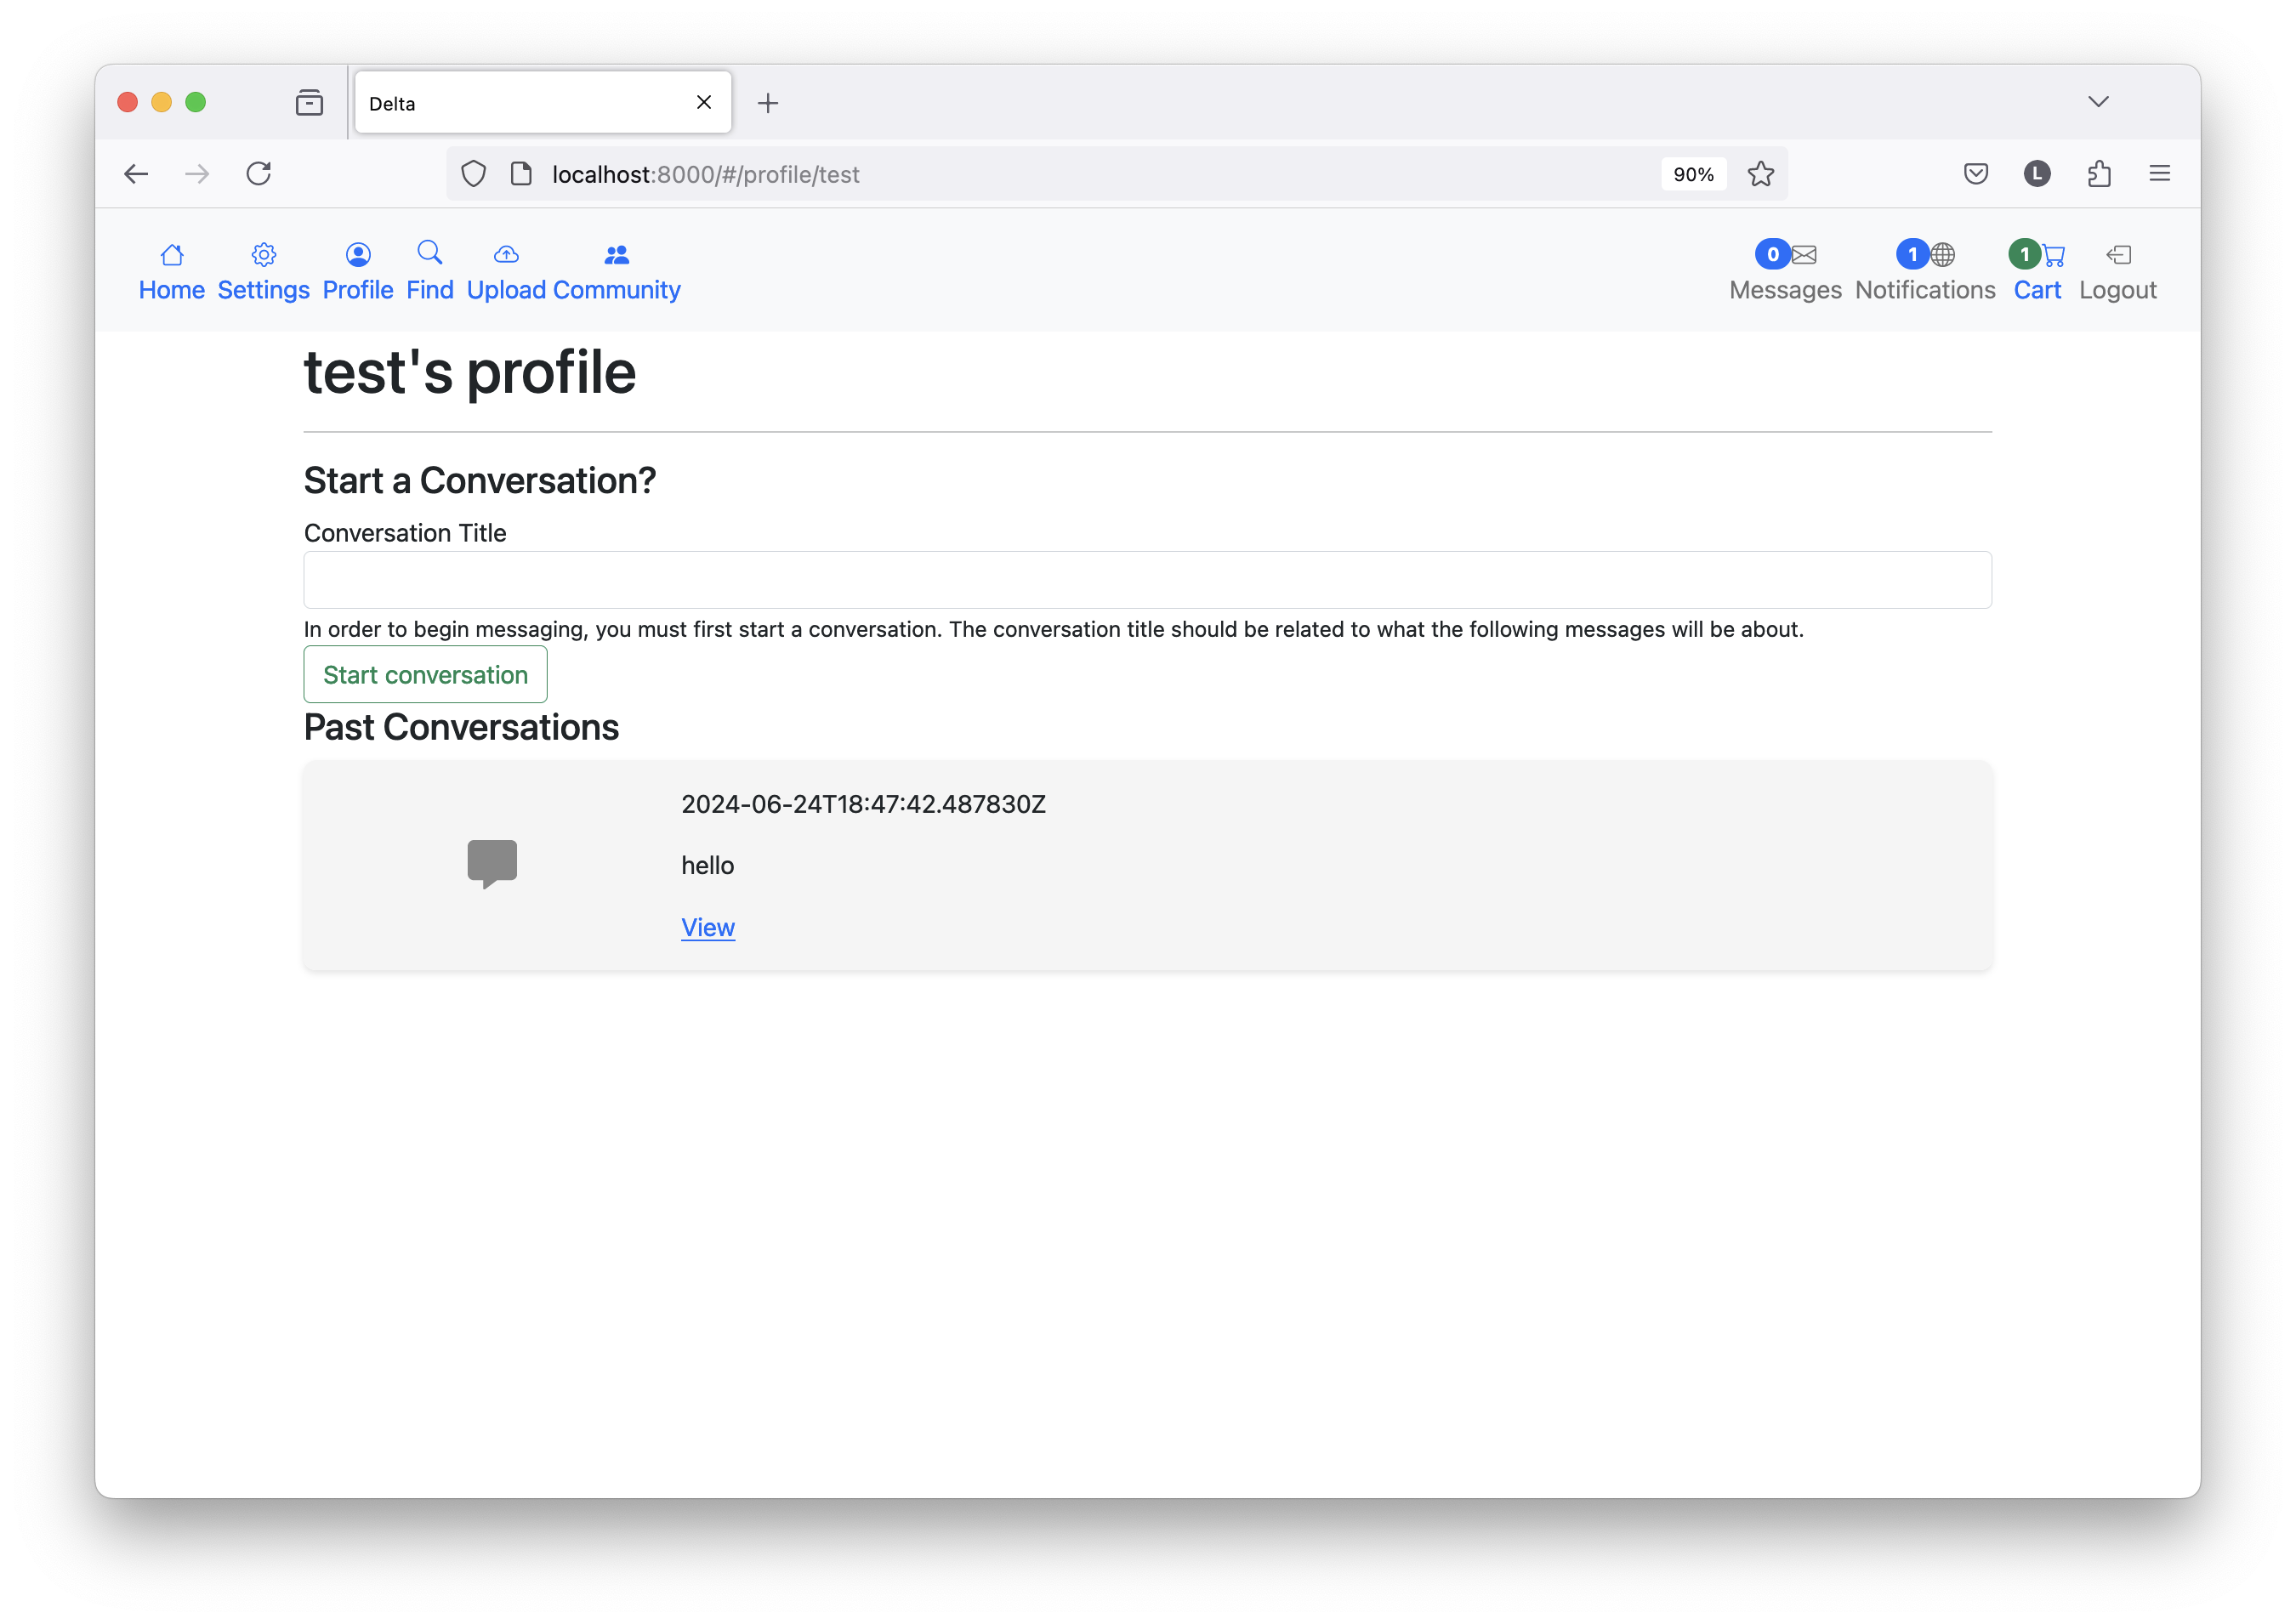 Delta
localhost:8000/#/profile/test
90%
L
Home Settings Profile Find Upload Community
0 1 1
Messages Notifications Cart Logout
test's profile
Start a Conversation?
Conversation Title
In order to begin messaging, you must first start a conversation. The conversation title should be related to what the following messages will be about.
Start conversation
Past Conversations
2024-06-24T18:47:42.487830Z
hello
View